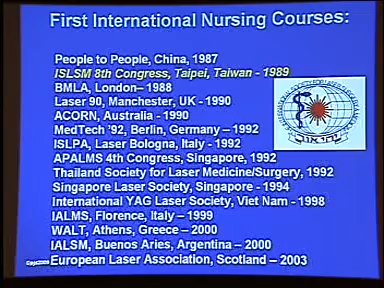 First International Nursing Courses:
People to People, China, 1987
ISLSM 8th Congress, Taipei, Taiwan - 1989
BMLA, London– 1988
Laser 90, Manchester, UK - 1990
ACORN, Australia - 1990
MedTech '92, Berlin, Germany – 1992
ISLPA, Laser Bologna, Italy - 1992
APALMS 4th Congress, Singapore, 1992
Thailand Society for Laser Medicine/Surgery, 1992
Singapore Laser Society, Singapore - 1994
International YAG Laser Society, Viet Nam - 1998
IALMS, Florence, Italy – 1999
WALT, Athens, Greece – 2000
IALSM, Buenos Aries, Argentina – 2000
European Laser Association, Scotland – 2003